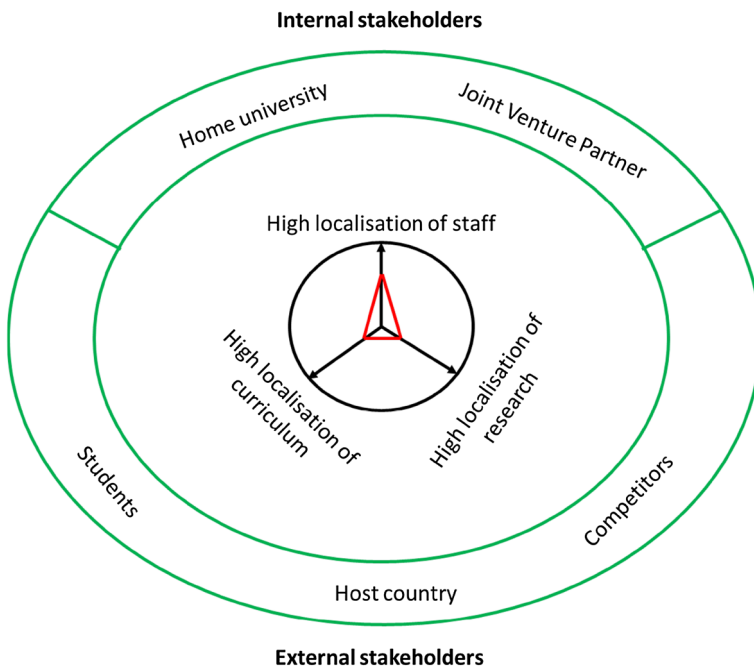 Internal stakeholders
Home university
Joint Venture Partner
High localisation of staff
High localisation of
curriculum
High localisation of
research
Students
Competitors
Host country
External stakeholders